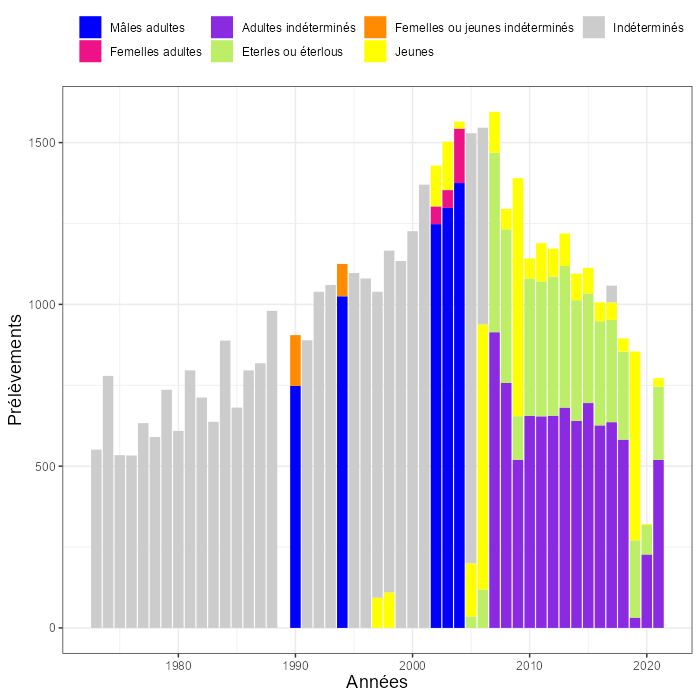 Mâles adultes Adultes indéterminés Femelles ou jeunes indéterminés Indéterminés
Femelles adultes Eterles ou éterlous Jeunes
Prélèvements
1500
1000
500
0
1980 1990 2000 2010 2020
Années